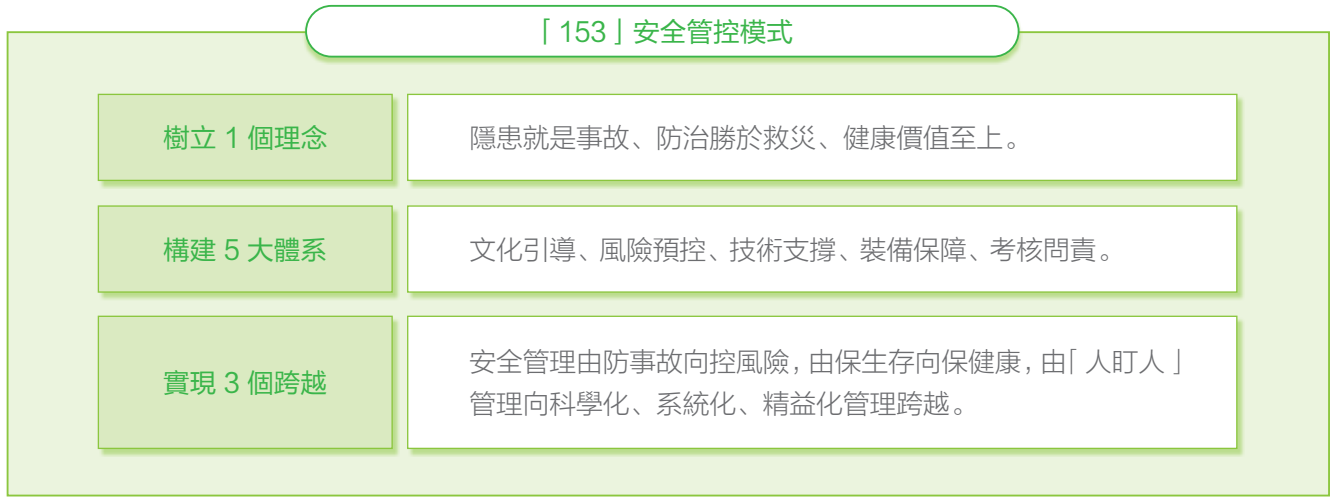 「153」安全管控模式
樹立 1 個理念
隱患就是事故、防治勝於救災、健康價值至上。
構建 5 大體系
文化引導、風險預控、技術支撐、裝備保障、考核問責。
實現 3 個跨越
安全管理由防事故向控風險，由保生存向保健康，由「人盯人」
管理向科學化、系統化、精益化管理跨越。